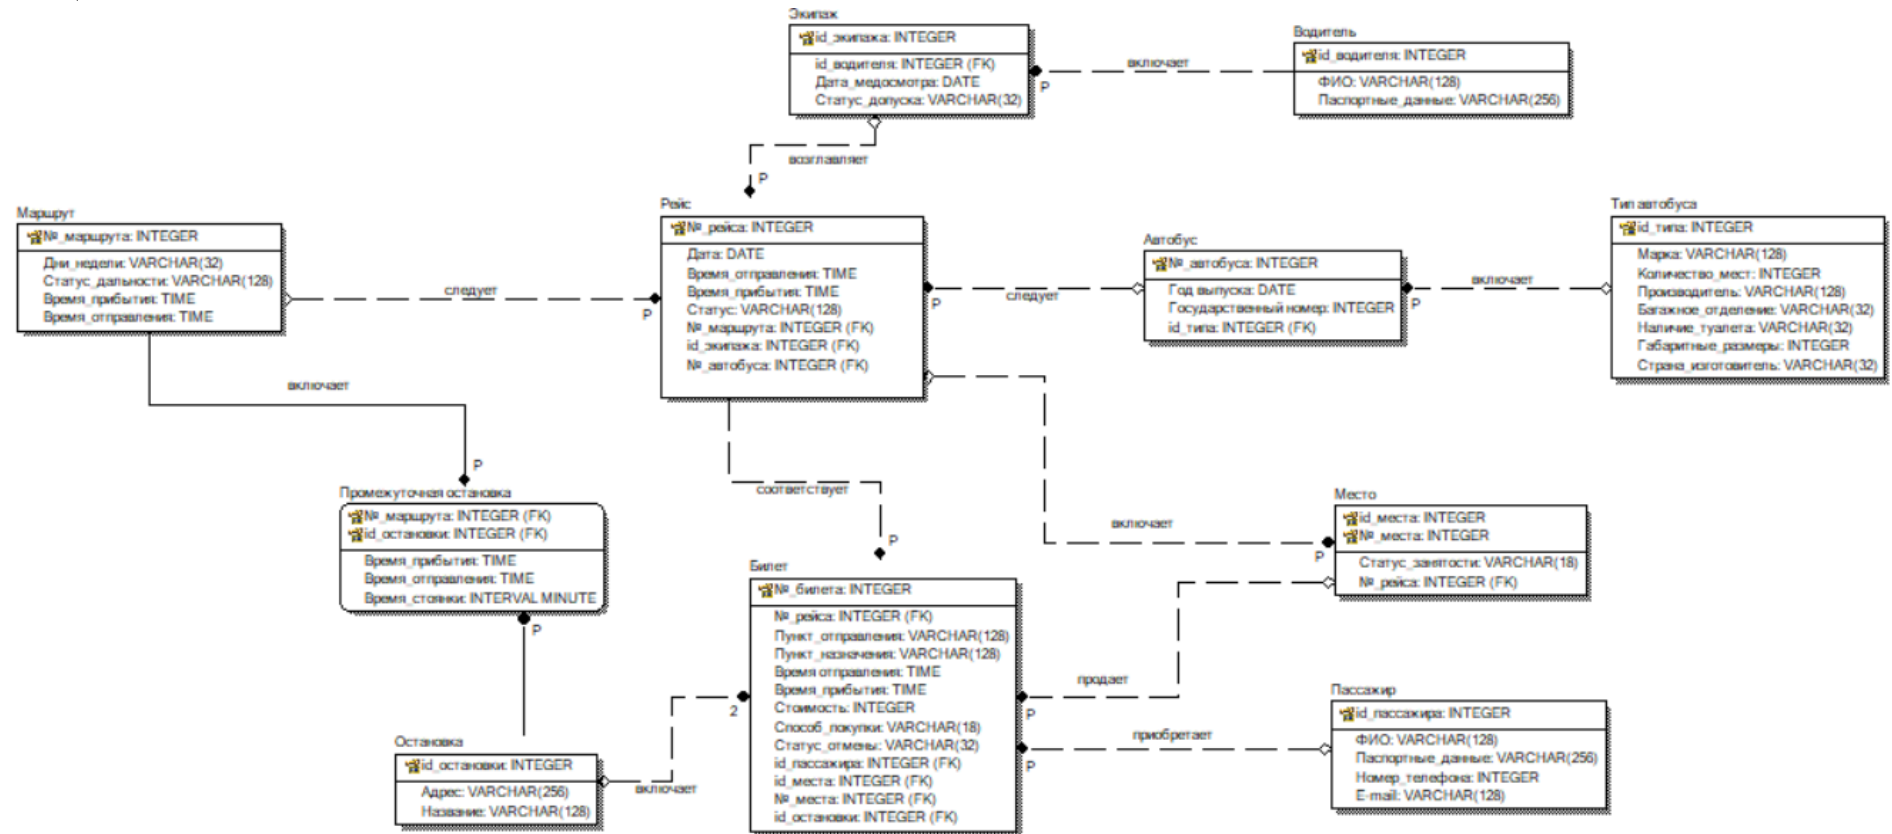 Экипаж
id_экипажа: INTEGER
id_водителя: INTEGER (FK)
Дата_медосмотра: DATE
Статус_допуска: VARCHAR(32)
P
включает
Водитель
id_водителя: INTEGER
ФИО: VARCHAR(128)
Паспортные_данные: VARCHAR(256)
возглавляет
P
Маршрут
№_маршрута: INTEGER
Дни_недели: VARCHAR(32)
Статус_дальности: VARCHAR(128)
Время_прибытия: TIME
Время_отправления: TIME
следует
P
Рейс
№_рейса: INTEGER
Дата: DATE
Время_отправления: TIME
Время_прибытия: TIME
Статус: VARCHAR(128)
№_маршрута: INTEGER (FK)
id_экипажа: INTEGER (FK)
№_автобуса: INTEGER (FK)
P
следует
Автобус
№_автобуса: INTEGER
Год выпуска: DATE
Государственный номер: INTEGER
id_типа: INTEGER (FK)
P
включает
Тип автобуса
id_типа: INTEGER
Марка: VARCHAR(128)
Количество_мест: INTEGER
Производитель: VARCHAR(128)
Багажное_отделение: VARCHAR(32)
Наличие_туалета: VARCHAR(32)
Габаритные_размеры: INTEGER
Страна_изготовитель: VARCHAR(32)
включает
P
Промежуточная остановка
№_маршрута: INTEGER (FK)
id_остановки: INTEGER (FK)
Время_прибытия: TIME
Время_отправления: TIME
Время_стоянки: INTERVAL MINUTE
P
соответствует
P
включает
P
Место
id_места: INTEGER
№_места: INTEGER
Статус_занятости: VARCHAR(18)
№_рейса: INTEGER (FK)
Билет
№_билета: INTEGER
№_рейса: INTEGER (FK)
Пункт_отправления: VARCHAR(128)
Пункт_назначения: VARCHAR(128)
Время отправления: TIME
Время_прибытия: TIME
Стоимость: INTEGER
Способ_покупки: VARCHAR(18)
Статус_отмены: VARCHAR(32)
id_пассажира: INTEGER (FK)
id_места: INTEGER (FK)
№_места: INTEGER (FK)
id_остановки: INTEGER (FK)
продает
P
приобретает
P
Пассажир
id_пассажира: INTEGER
ФИО: VARCHAR(128)
Паспортные_данные: VARCHAR(256)
Номер_телефона: INTEGER
E-mail: VARCHAR(128)
Остановка
id_остановки: INTEGER
Адрес: VARCHAR(256)
Название: VARCHAR(128)
2
включает